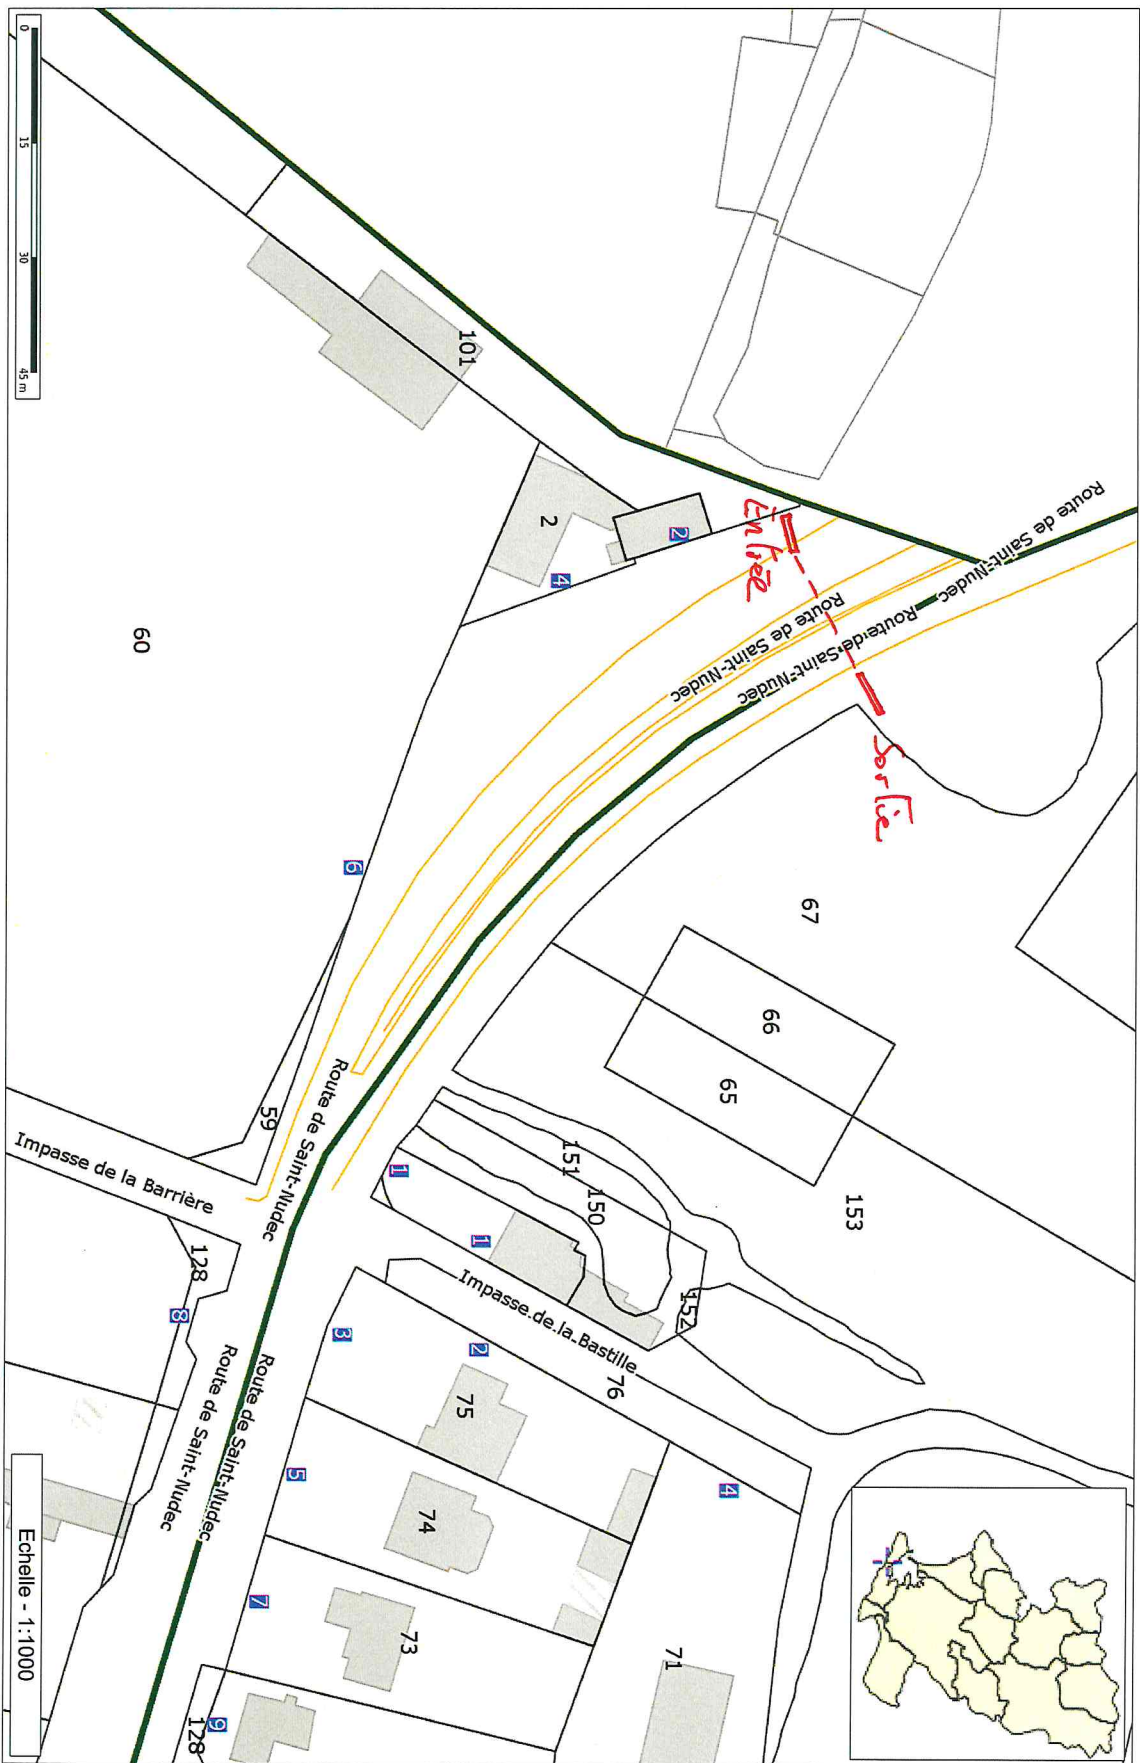 0 15 30 45 m
101
2
2
4
60
6
59
Entrée
Sortie
Route de Saint-Nudec
Route de Saint-Nudec
Route de Saint-Nudec
Route de Saint-Nudec
67
66
65
153
151
150
152
1
1
Impasse de la Barrière
Impasse de la Bastille
128
8
3
2
76
75
5
74
4
7
73
71
9
128
Route de Saint-Nudec
Route de Saint-Nudec
Echelle - 1:1000